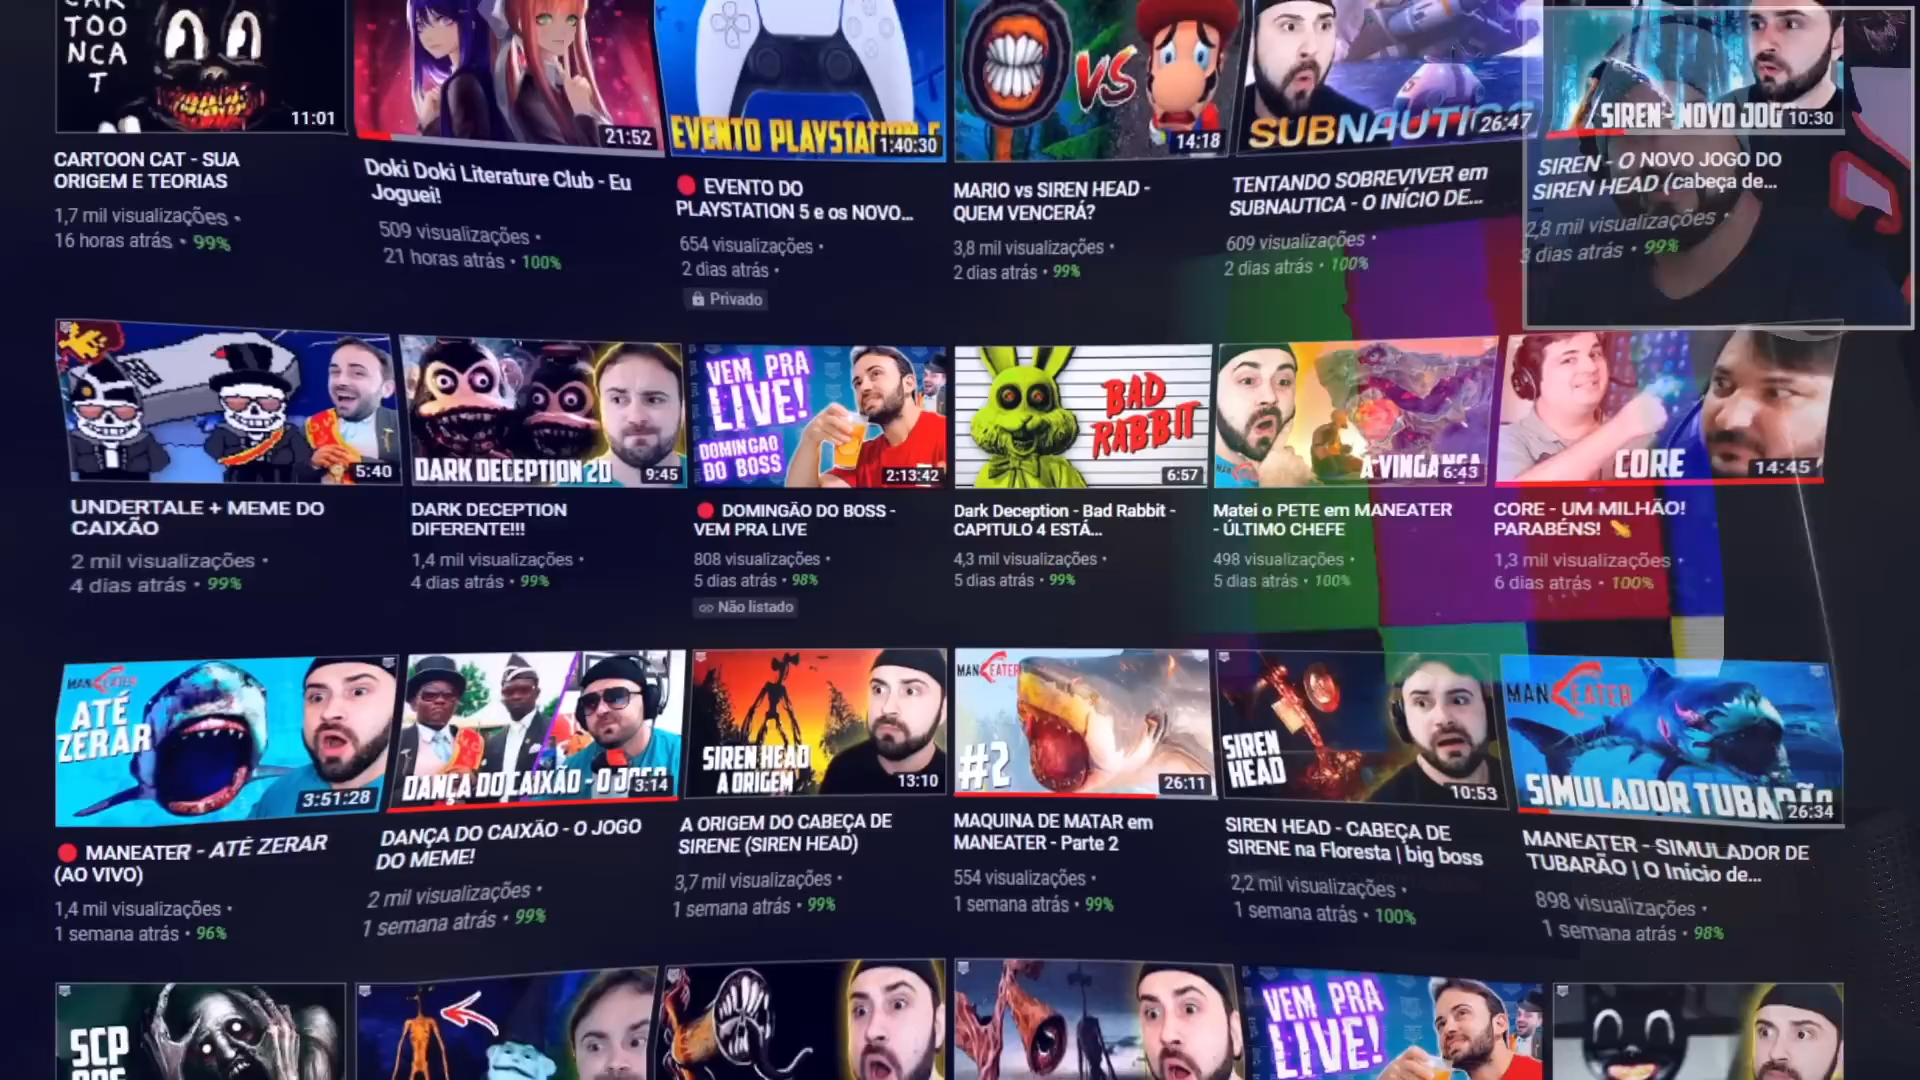 CAR
TOO
NCA
T
11:01
CARTOON CAT - SUA
ORIGEM E TEORIAS
1,7 mil visualizações •
16 horas atrás • 99%
21:52
Doki Doki Literature Club - Eu
Joguei!
509 visualizações •
21 horas atrás • 100%
EVENTO PLAYSTATION 5
1:40:30
EVENTO DO
PLAYSTATION 5 e os NOVO...
654 visualizações •
2 dias atrás •
Privado
VS
14:18
MARIO vs SIREN HEAD -
QUEM VENCERÁ?
3,8 mil visualizações •
2 dias atrás • 99%
SUBNAUTICA
26:47
TENTANDO SOBREVIVER em
SUBNAUTICA - O INÍCIO DE...
609 visualizações •
2 dias atrás • 100%
SIREN - NOVO JOG
10:30
SIREN - O NOVO JOGO DO
SIREN HEAD (cabeça de...
2,8 mil visualizações •
3 dias atrás • 99%
5:40
UNDERTALE + MEME DO
CAIXÃO
2 mil visualizações •
4 dias atrás • 99%
DARK DECEPTION 2D
9:45
DARK DECEPTION
DIFERENTE!!!
1,4 mil visualizações •
4 dias atrás • 99%
VEM PRA
LIVE!
DOMINGAO
DO BOSS
2:13:42
DOMINGÃO DO BOSS -
VEM PRA LIVE
808 visualizações •
5 dias atrás • 98%
Não listado
BAD
RABBIT
6:57
Dark Deception - Bad Rabbit -
CAPITULO 4 ESTÁ...
4,3 mil visualizações •
5 dias atrás • 99%
A VINGANÇA
6:43
Matei o PETE em MANEATER
- ÚLTIMO CHEFE
498 visualizações •
5 dias atrás • 100%
CORE
14:45
CORE - UM MILHÃO!
PARABÉNS! 👏
1,3 mil visualizações •
6 dias atrás • 100%
MANEATER
ATÉ
ZERAR
3:51:28
MANEATER - ATÉ ZERAR
(AO VIVO)
1,4 mil visualizações •
1 semana atrás • 96%
DANÇA DO CAIXÃO - O JOGO
3:14
DANÇA DO CAIXÃO - O JOGO
DO MEME!
2 mil visualizações •
1 semana atrás • 99%
SIREN HEAD
A ORIGEM
13:10
A ORIGEM DO CABEÇA DE
SIRENE (SIREN HEAD)
3,7 mil visualizações •
1 semana atrás • 99%
MANEATER
#2
26:11
MAQUINA DE MATAR em
MANEATER - Parte 2
554 visualizações •
1 semana atrás • 99%
SIREN
HEAD
10:53
SIREN HEAD - CABEÇA DE
SIRENE na Floresta | big boss
2,2 mil visualizações •
1 semana atrás • 100%
MANEATER
SIMULADOR TUBARÃO
26:34
MANEATER - SIMULADOR DE
TUBARÃO | O Inicio de...
898 visualizações •
1 semana atrás • 98%
SCP
VEM PRA
LIVE!